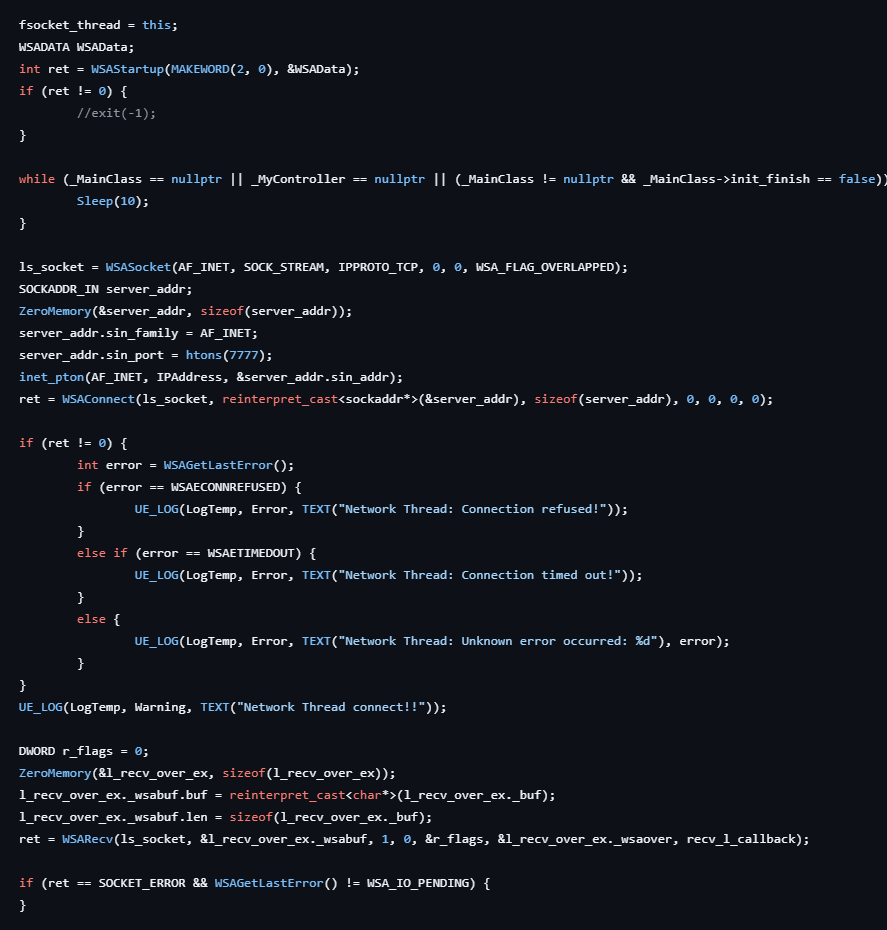 fsocket_thread = this;
WSADATA WSAData;
int ret = WSAStartup(MAKEWORD(2, 0), &WSAData);
if (ret != 0) {
        //exit(-1);
}

while (_MainClass == nullptr || _MyController == nullptr || (_MainClass != nullptr && _MainClass->init_finish == false))
        Sleep(10);
}

ls_socket = WSASocket(AF_INET, SOCK_STREAM, IPPROTO_TCP, 0, 0, WSA_FLAG_OVERLAPPED);
SOCKADDR_IN server_addr;
ZeroMemory(&server_addr, sizeof(server_addr));
server_addr.sin_family = AF_INET;
server_addr.sin_port = htons(7777);
inet_pton(AF_INET, IPAddress, &server_addr.sin_addr);
ret = WSAConnect(ls_socket, reinterpret_cast<sockaddr*>(&server_addr), sizeof(server_addr), 0, 0, 0, 0);

if (ret != 0) {
        int error = WSAGetLastError();
        if (error == WSAECONNREFUSED) {
                UE_LOG(LogTemp, Error, TEXT("Network Thread: Connection refused!"));
        }
        else if (error == WSAETIMEDOUT) {
                UE_LOG(LogTemp, Error, TEXT("Network Thread: Connection timed out!"));
        }
        else {
                UE_LOG(LogTemp, Error, TEXT("Network Thread: Unknown error occurred: %d"), error);
        }
}
UE_LOG(LogTemp, Warning, TEXT("Network Thread connect!!"));

DWORD r_flags = 0;
ZeroMemory(&l_recv_over_ex, sizeof(l_recv_over_ex));
l_recv_over_ex._wsabuf.buf = reinterpret_cast<char*>(l_recv_over_ex._buf);
l_recv_over_ex._wsabuf.len = sizeof(l_recv_over_ex._buf);
ret = WSARecv(ls_socket, &l_recv_over_ex._wsabuf, 1, 0, &r_flags, &l_recv_over_ex._wsaover, recv_l_callback);

if (ret == SOCKET_ERROR && WSAGetLastError() != WSA_IO_PENDING) {
}